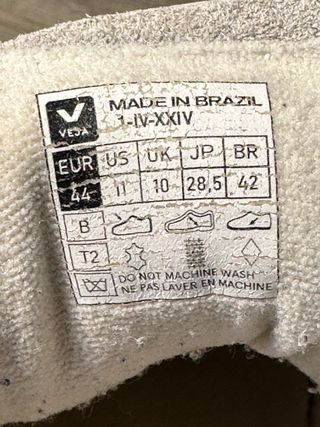 VEJA
MADE IN BRAZIL
1-IV-XXIV
EUR US UK JP BR
44 11 10 28,5 42
B
T2
DO NOT MACHINE WASH
NE PAS LAVER EN MACHINE